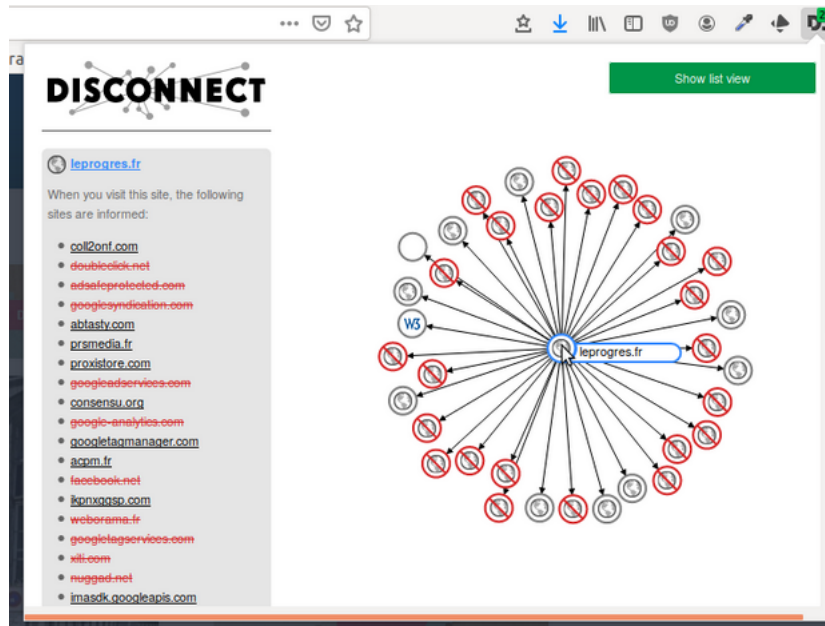 ra
DISCONNECT
Show list view
leprogres.fr
When you visit this site, the following
sites are informed:
coll2onf.com
doubleclick.net
adsafeprotected.com
googlesyndication.com
abtasty.com
prsmedia.fr
proxistore.com
googleadservices.com
consensu.org
google-analytics.com
googletagmanager.com
acpm.fr
facebook.net
ikpnxqgsp.com
weborama.fr
googletagservices.com
xiti.com
nuggad.net
imasdk.googleapis.com
W3
leprogres.fr